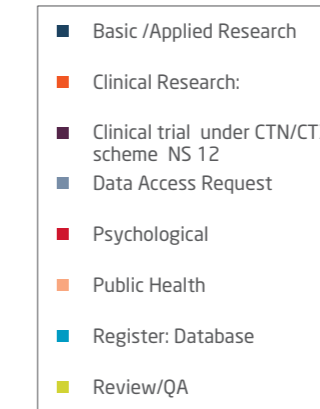 Basic /Applied Research
Clinical Research:
Clinical trial under CTN/CT
scheme NS 12
Data Access Request
Psychological
Public Health
Register: Database
Review/QA